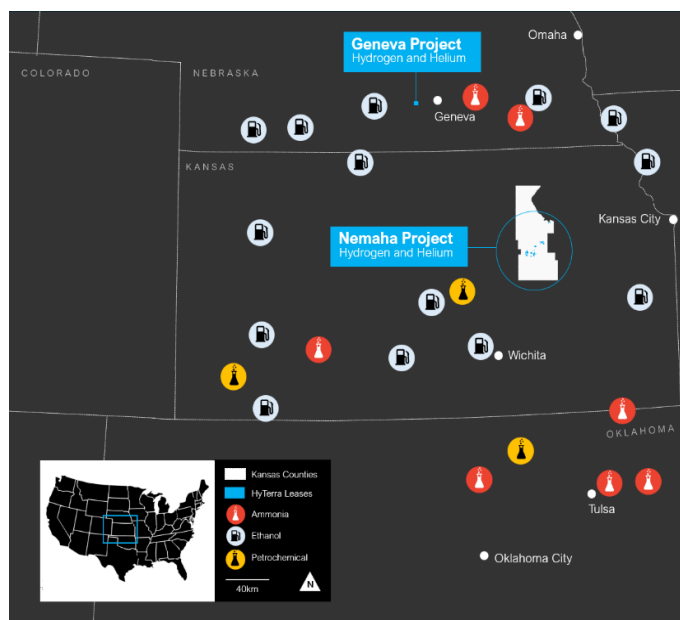 Omaha
Geneva Project
Hydrogen and Helium
COLORADO
NEBRASKA
Geneva
KANSAS
Kansas City
Nemaha Project
Hydrogen and Helium
Wichita
OKLAHOMA
Kansas Counties
HyTerra Leases
Ammonia
Ethanol
Petrochemical
40km
N
Tulsa
Oklahoma City